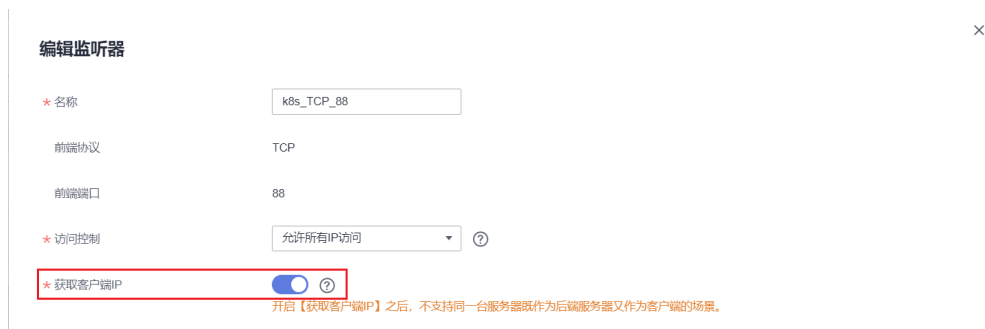 编辑监听器
* 名称 k8s_TCP_88
前端协议 TCP
前端端口 88
* 访问控制 允许所有IP访问 ?
* 获取客户端IP ?
开启【获取客户端IP】之后，不支持同一台服务器既作为后端服务器又作为客户端的场景。